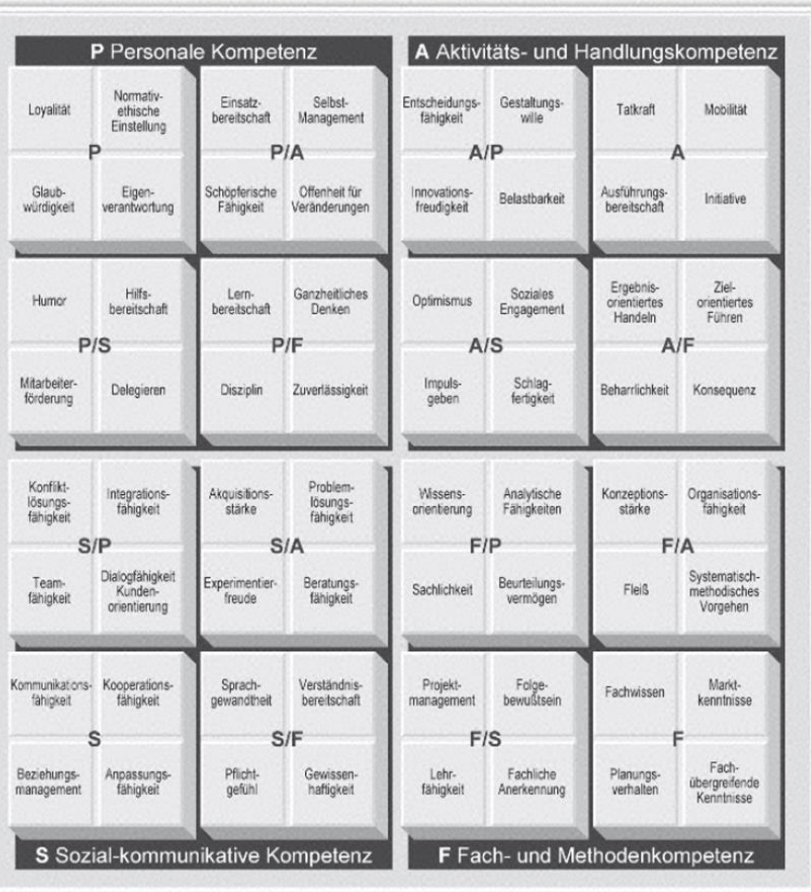 P Personale Kompetenz
A Aktivitäts- und Handlungskompetenz
Loyalität
Normativ-
ethische
Einstellung
P
Glaub-
würdigkeit
Eigen-
verantwortung
Einsatz-
bereitschaft
Selbst-
Management
P/A
Schöpferische
Fähigkeit
Offenheit für
Veränderungen
Entscheidungs-
fähigkeit
Gestaltungs-
wille
A/P
Innovations-
freudigkeit
Belastbarkeit
Tatkraft
Mobilität
A
Ausführungs-
bereitschaft
Initiative
Humor
Hilfs-
bereitschaft
P/S
Mitarbeiter-
förderung
Delegieren
Lern-
bereitschaft
Ganzheitliches
Denken
P/F
Disziplin
Zuverlässigkeit
Optimismus
Soziales
Engagement
A/S
Impuls-
geben
Schlag-
fertigkeit
Ergebnis-
orientiertes
Handeln
Ziel-
orientiertes
Führen
A/F
Beharrlichkeit
Konsequenz
Konflikt-
lösungs-
fähigkeit
Integrations-
fähigkeit
S/P
Team-
fähigkeit
Dialogfähigkeit
Kunden-
orientierung
Akquisitions-
stärke
Problem-
lösungs-
fähigkeit
S/A
Experimentier-
freude
Beratungs-
fähigkeit
Wissens-
orientierung
Analytische
Fähigkeiten
F/P
Sachlichkeit
Beurteilungs-
vermögen
Konzeptions-
stärke
Organisations-
fähigkeit
F/A
Fleiß
Systematisch-
methodisches
Vorgehen
Kommunikations-
fähigkeit
Kooperations-
fähigkeit
S
Beziehungs-
management
Anpassungs-
fähigkeit
Sprach-
gewandtheit
Verständnis-
bereitschaft
S/F
Pflicht-
gefühl
Gewissen-
haftigkeit
Projekt-
management
Folge-
bewußtsein
F/S
Lehr-
fähigkeit
Fachliche
Anerkennung
Fachwissen
Markt-
kenntnisse
F
Planungs-
verhalten
Fach-
übergreifende
Kenntnisse
S Sozial-kommunikative Kompetenz
F Fach- und Methodenkompetenz